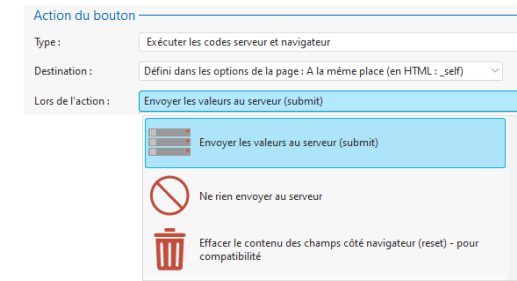 Action du bouton
Type :
Exécuter les codes serveur et navigateur
Destination :
Défini dans les options de la page : A la même place (en HTML : _self)
Lors de l'action :
Envoyer les valeurs au serveur (submit)
Envoyer les valeurs au serveur (submit)
Ne rien envoyer au serveur
Effacer le contenu des champs côté navigateur (reset) - pour
compatibilité